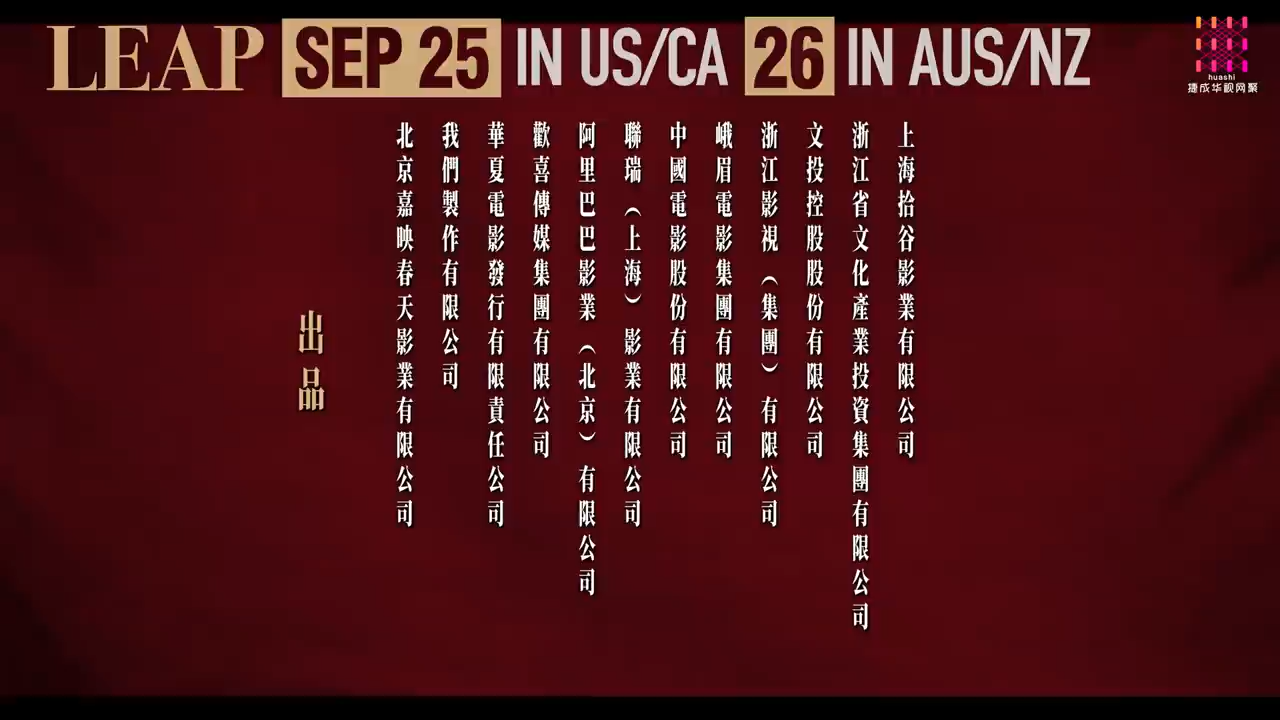 LEAP SEP 25 IN US/CA 26 IN AUS/NZ
huashi
捷成华视网聚
上海拾谷影業有限公司
浙江省文化產業投資集團有限公司
文投控股股份有限公司
浙江影視（集團）有限公司
峨眉電影集團有限公司
中國電影股份有限公司
聯瑞（上海）影業有限公司
阿里巴巴影業（北京）有限公司
歡喜傳媒集團有限公司
華夏電影發行有限責任公司
我們製作有限公司
北京嘉映春天影業有限公司
出品